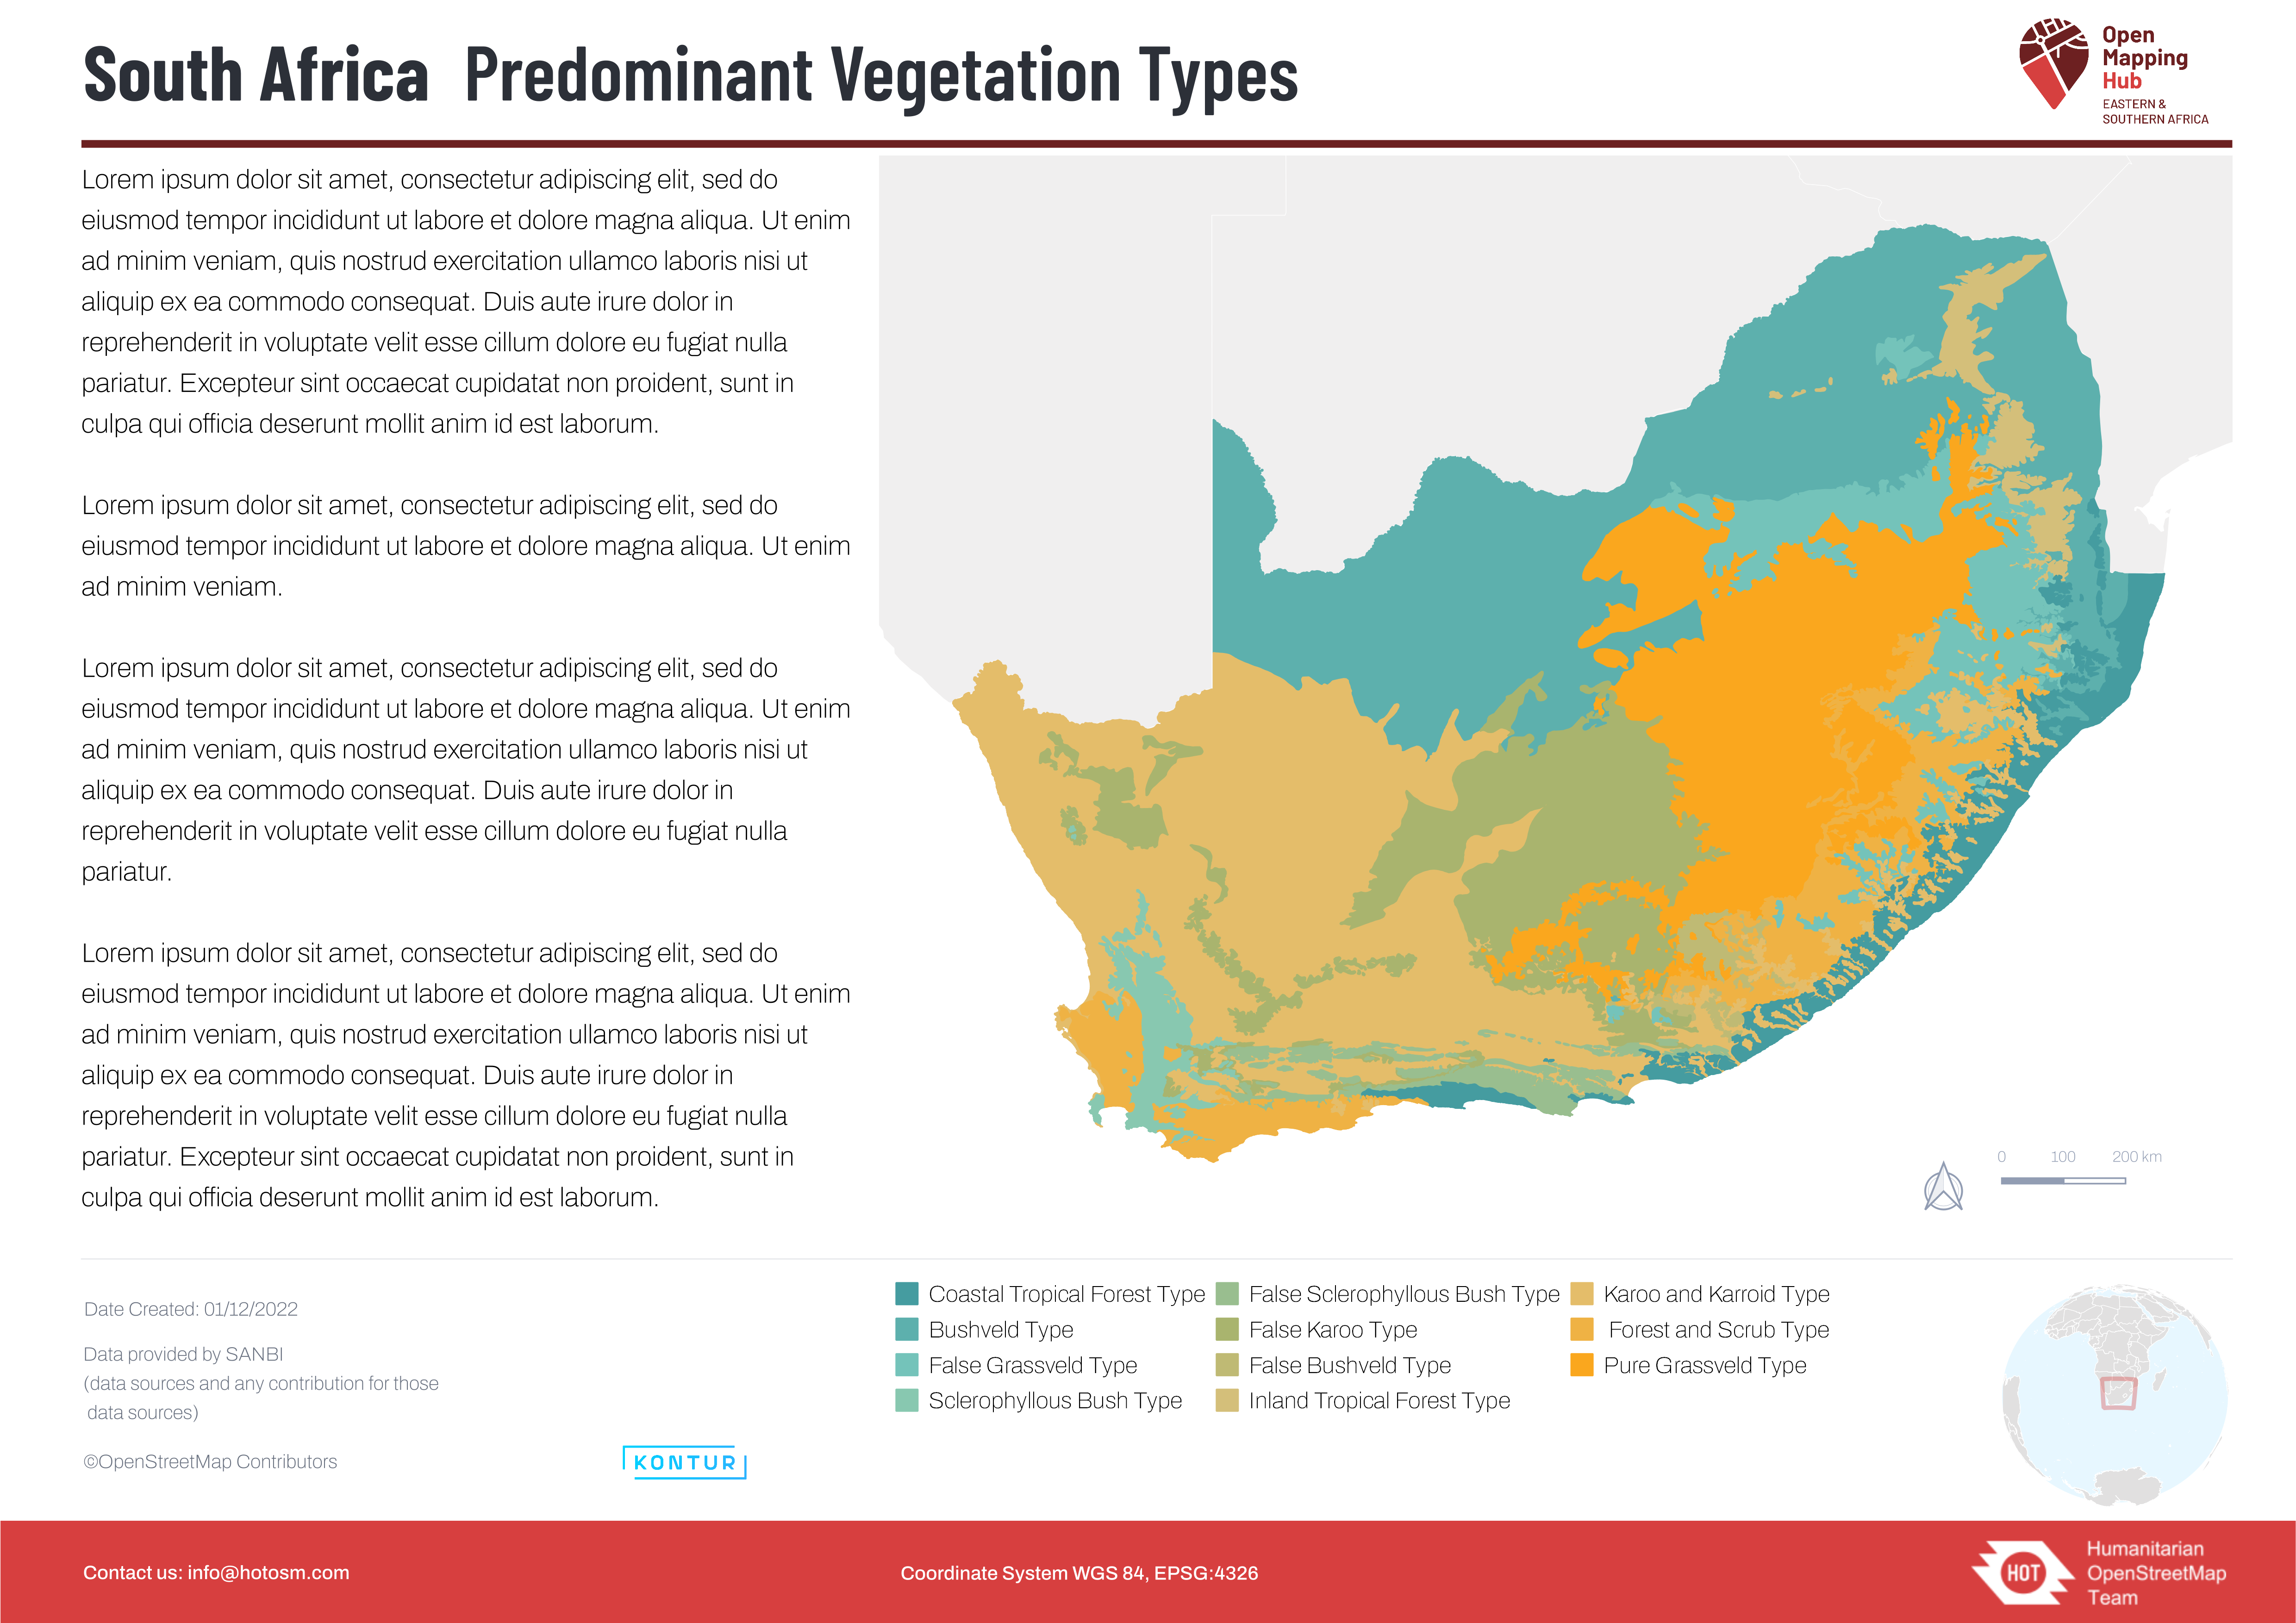 South Africa Predominant Vegetation Types
Open
Mapping
Hub
EASTERN &
SOUTHERN AFRICA
Lorem ipsum dolor sit amet, consectetur adipiscing elit, sed do
eiusmod tempor incididunt ut labore et dolore magna aliqua. Ut enim
ad minim veniam, quis nostrud exercitation ullamco laboris nisi ut
aliquip ex ea commodo consequat. Duis aute irure dolor in
reprehenderit in voluptate velit esse cillum dolore eu fugiat nulla
pariatur. Excepteur sint occaecat cupidatat non proident, sunt in
culpa qui officia deserunt mollit anim id est laborum.
Lorem ipsum dolor sit amet, consectetur adipiscing elit, sed do
eiusmod tempor incididunt ut labore et dolore magna aliqua. Ut enim
ad minim veniam.
Lorem ipsum dolor sit amet, consectetur adipiscing elit, sed do
eiusmod tempor incididunt ut labore et dolore magna aliqua. Ut enim
ad minim veniam, quis nostrud exercitation ullamco laboris nisi ut
aliquip ex ea commodo consequat. Duis aute irure dolor in
reprehenderit in voluptate velit esse cillum dolore eu fugiat nulla
pariatur.
Lorem ipsum dolor sit amet, consectetur adipiscing elit, sed do
eiusmod tempor incididunt ut labore et dolore magna aliqua. Ut enim
ad minim veniam, quis nostrud exercitation ullamco laboris nisi ut
aliquip ex ea commodo consequat. Duis aute irure dolor in
reprehenderit in voluptate velit esse cillum dolore eu fugiat nulla
pariatur. Excepteur sint occaecat cupidatat non proident, sunt in
culpa qui officia deserunt mollit anim id est laborum.
0 100 200 km
Date Created: 01/12/2022
Data provided by SANBI
(data sources and any contribution for those
data sources)
©OpenStreetMap Contributors
KONTUR
Coastal Tropical Forest Type
Bushveld Type
False Grassveld Type
Sclerophyllous Bush Type
False Sclerophyllous Bush Type
False Karoo Type
False Bushveld Type
Inland Tropical Forest Type
Karoo and Karroid Type
Forest and Scrub Type
Pure Grassveld Type
Contact us: info@hotosm.com
Coordinate System WGS 84, EPSG:4326
HOT
Humanitarian
OpenStreetMap
Team